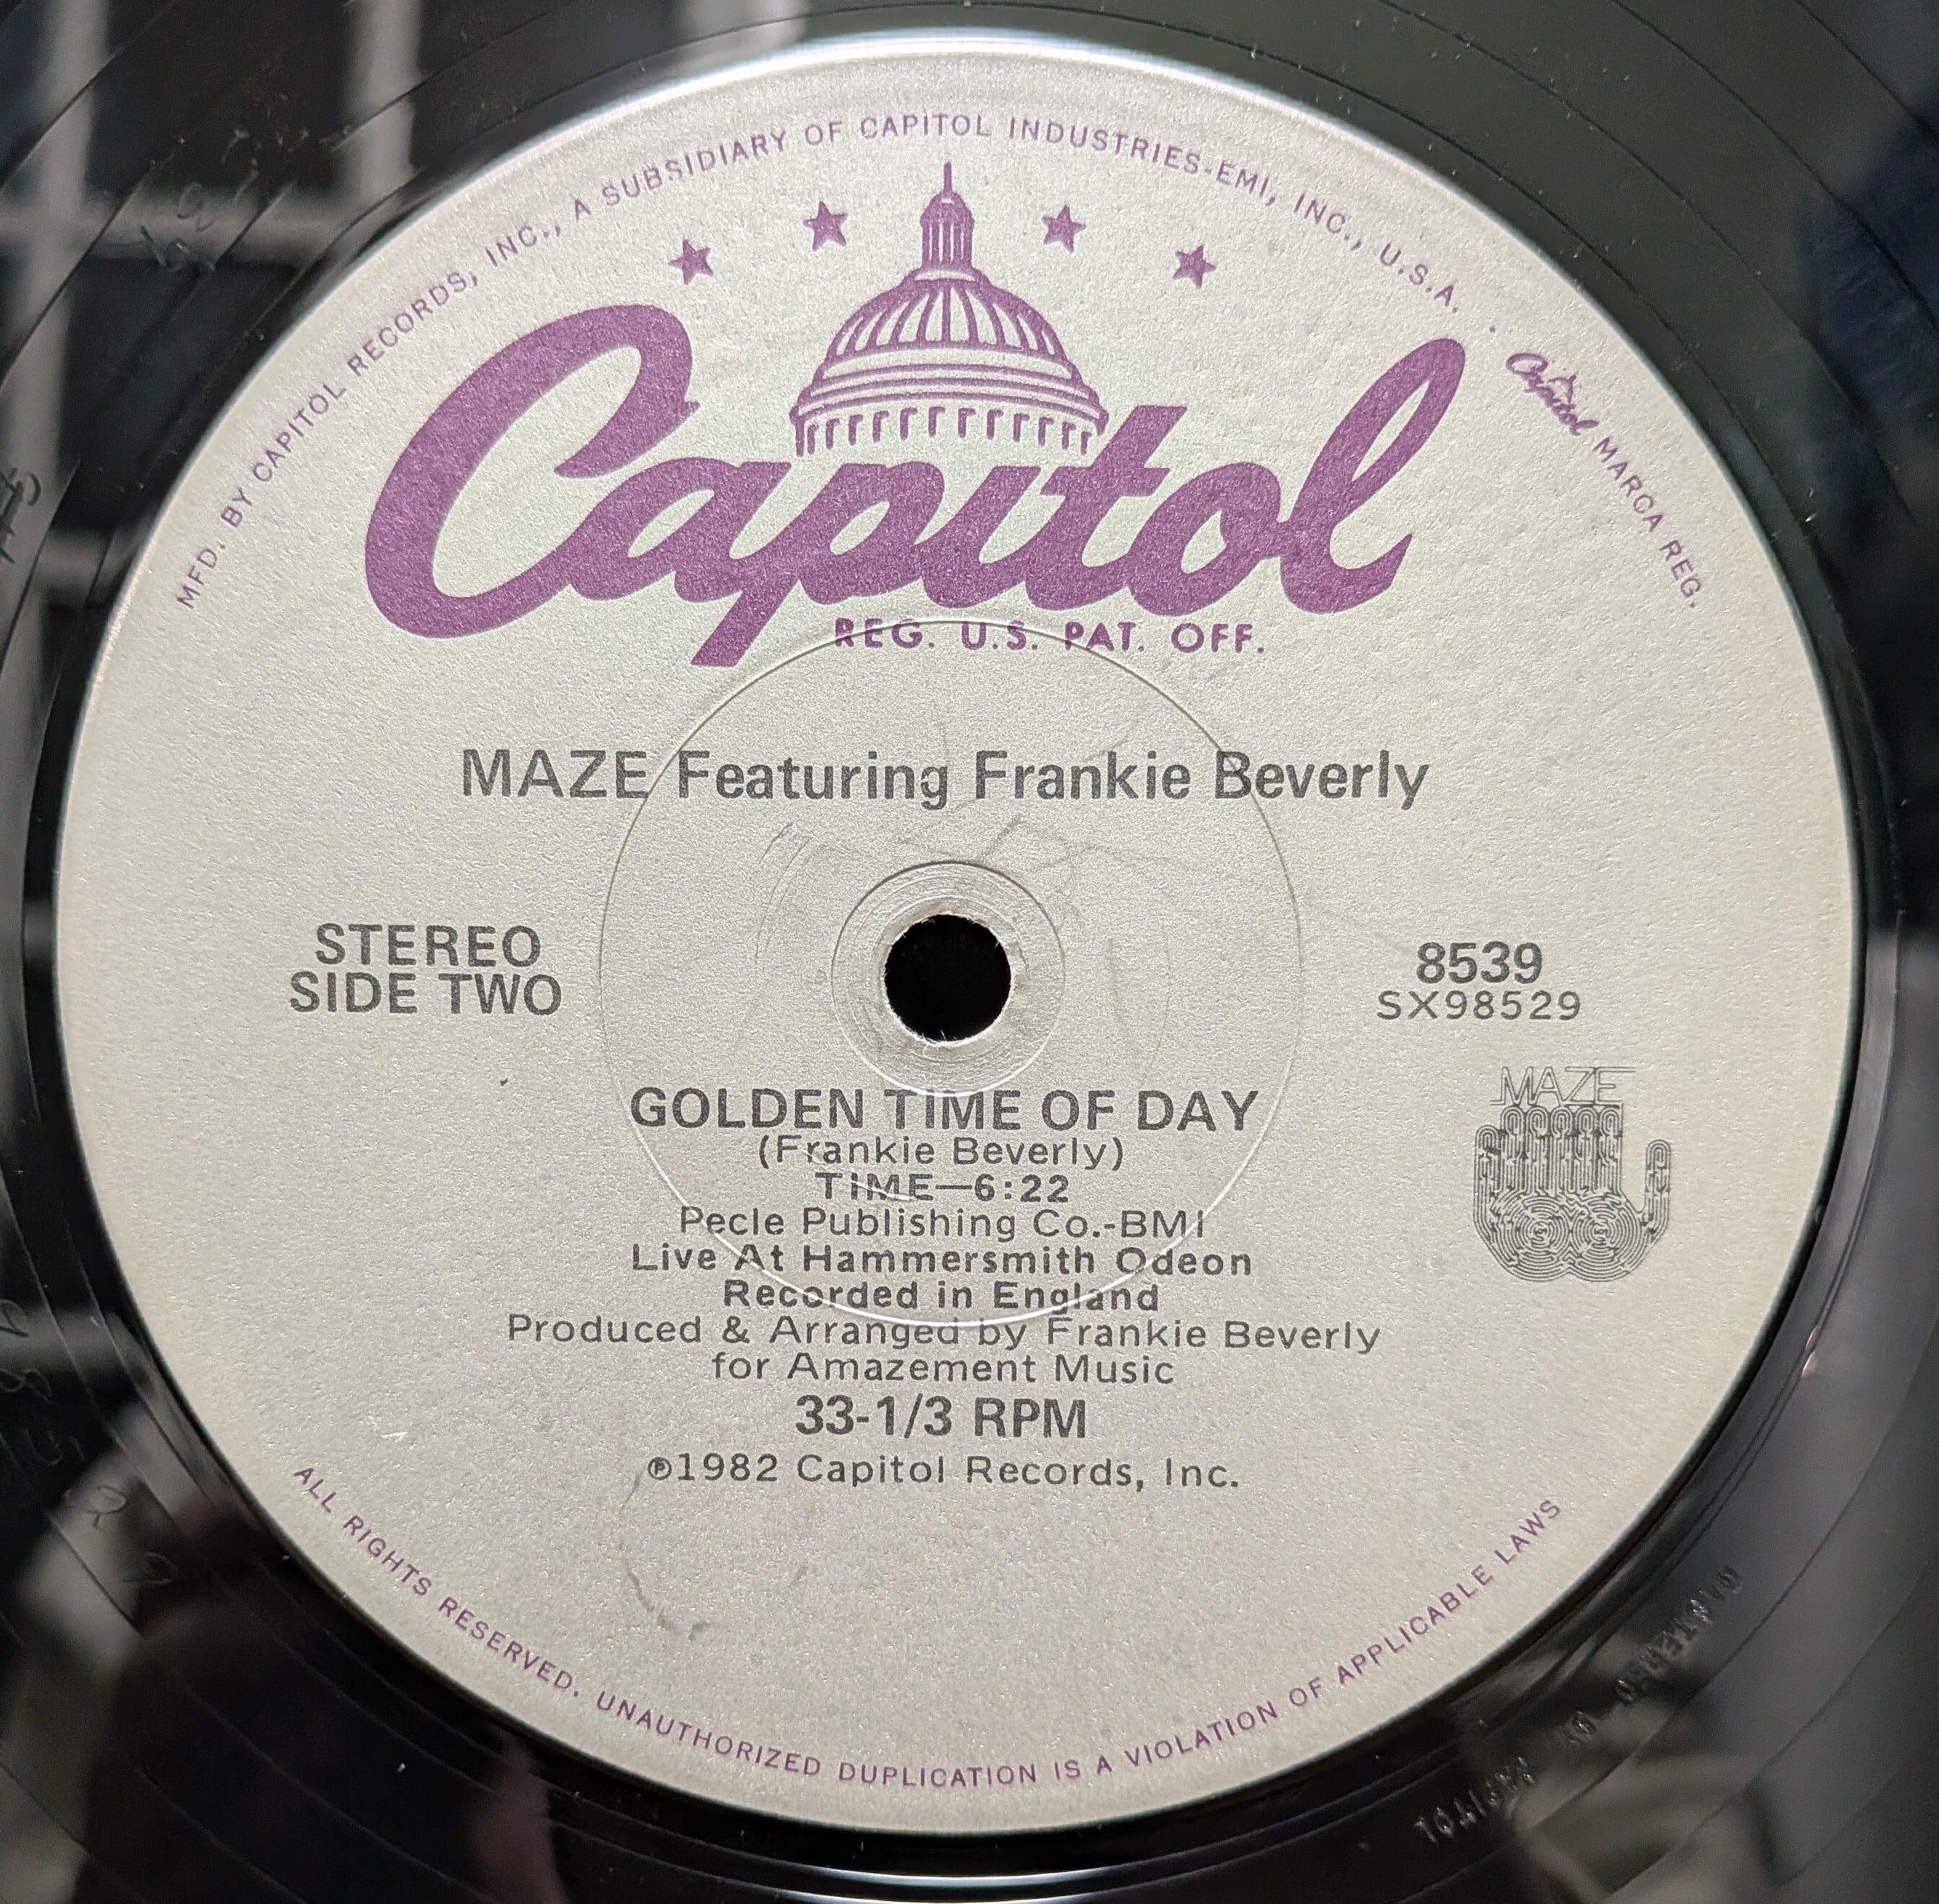 MFD. BY CAPITOL RECORDS, INC., A SUBSIDIARY OF CAPITOL INDUSTRIES-EMI, INC., U.S.A. · Capitol MARCA REG.
Capitol
REG. U.S. PAT. OFF.
MAZE Featuring Frankie Beverly
STEREO
SIDE TWO
8539
SX98529
MAZE
GOLDEN TIME OF DAY
(Frankie Beverly)
TIME—6:22
Pecle Publishing Co.-BMI
Live At Hammersmith Odeon
Recorded in England
Produced & Arranged by Frankie Beverly
for Amazement Music
33-1/3 RPM
℗1982 Capitol Records, Inc.
ALL RIGHTS RESERVED. UNAUTHORIZED DUPLICATION IS A VIOLATION OF APPLICABLE LAWS
MASTERED BY CAPITOL